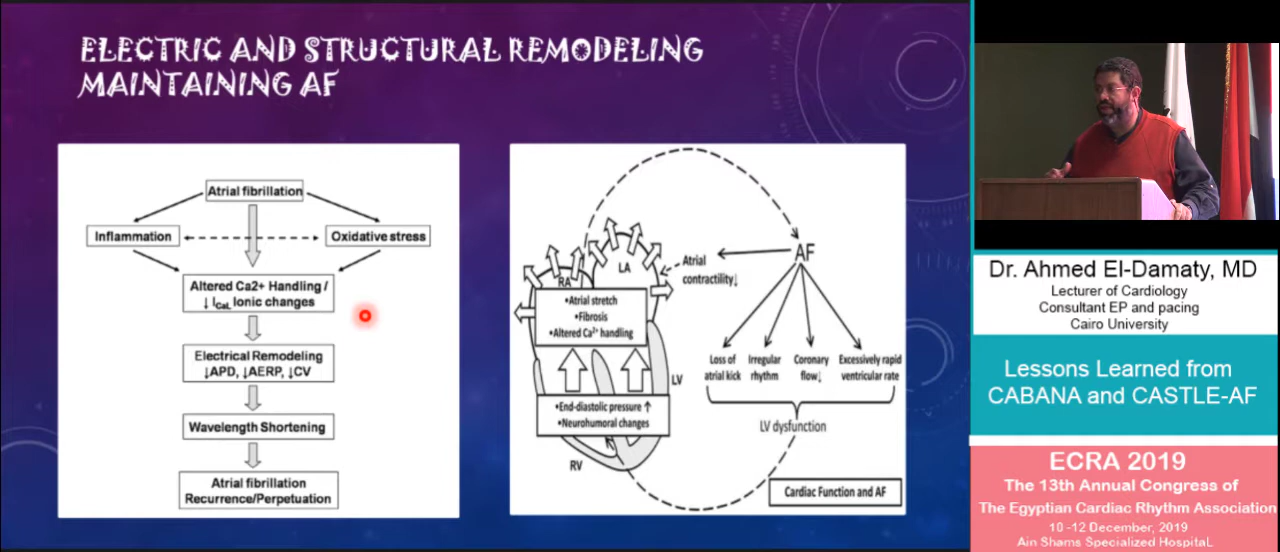 ELECTRIC AND STRUCTURAL REMODELING
MAINTAINING AF
Atrial fibrillation
Inflammation
Oxidative stress
Altered Ca2+ Handling /
↓ ICaL Ionic changes
Electrical Remodeling
↓APD, ↓AERP, ↓CV
Wavelength Shortening
Atrial fibrillation
Recurrence/Perpetuation
LA
RA
•Atrial stretch
•Fibrosis
•Altered Ca²⁺ handling
•End-diastolic pressure ↑
•Neurohumoral changes
LV
RV
Atrial
contractility↓
AF
Loss of
atrial kick
Irregular
rhythm
Coronary
flow↓
Excessively rapid
ventricular rate
LV dysfunction
Cardiac Function and AF
Dr. Ahmed El-Damaty, MD
Lecturer of Cardiology
Consultant EP and pacing
Cairo University
Lessons Learned from
CABANA and CASTLE-AF
ECRA 2019
The 13th Annual Congress of
The Egyptian Cardiac Rhythm Association
10 -12 December, 2019
Ain Shams Specialized HospitaL